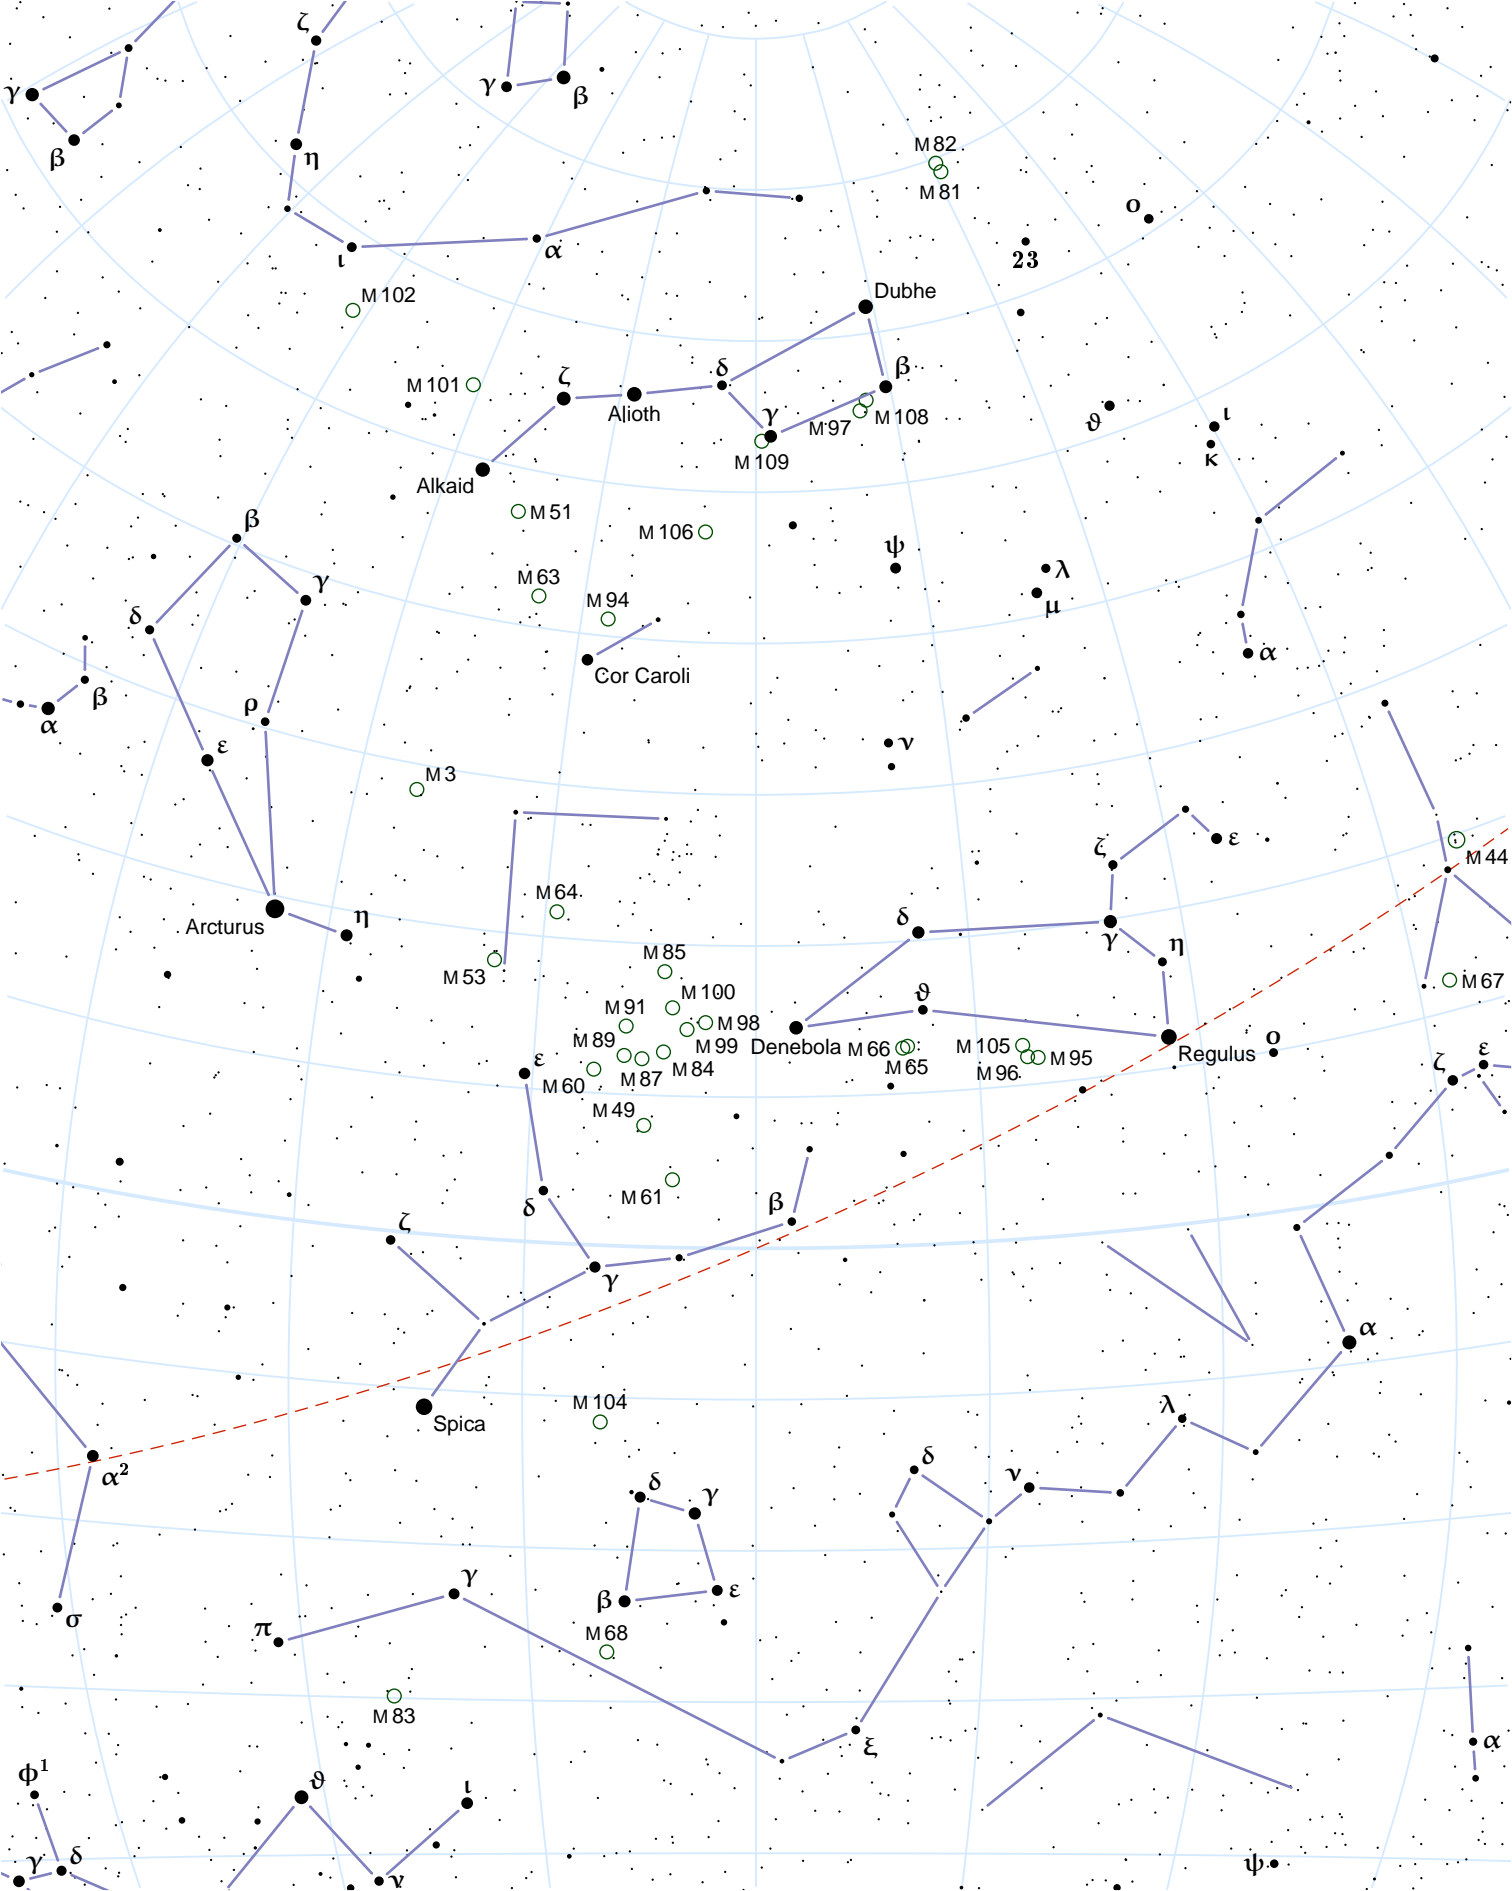 ζ
γ
β
γ
β
η
M 82
M 81
ο
23
ι
α
M 102
Dubhe
M 101
ζ
Alioth
δ
β
γ
M 97
M 108
M 109
ϑ
ι
κ
Alkaid
M 51
M 106
β
ψ
λ
μ
M 63
γ
M 94
δ
Cor Caroli
α
β
α
ρ
ε
ν
M 3
ζ
ε
M 44
M 64
Arcturus
η
δ
γ
η
M 53
M 85
M 67
M 100
ϑ
M 91
M 98
M 99
Denebola
M 66
M 65
M 105
M 96
M 95
Regulus
ο
M 89
ε
M 60
M 87
M 84
ζ
ε
M 49
δ
M 61
β
ζ
γ
α
M 104
Spica
λ
α²
δ
ν
δ
γ
β
ε
σ
γ
π
M 68
M 83
ξ
α
ϕ¹
ϑ
ι
γ
δ
ν
ψ